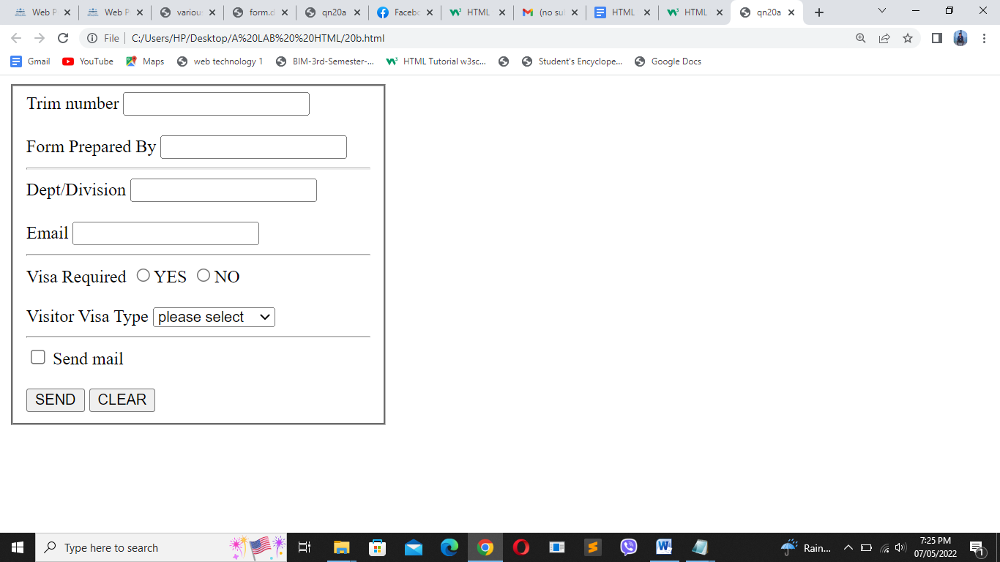 Web P
Web P
variou
form.d
qn20a
Facebo
HTML
(no su
HTML
HTML
qn20a
File
C:/Users/HP/Desktop/A%20LAB%20%20HTML/20b.html
Gmail
YouTube
Maps
web technology 1
BIM-3rd-Semester-...
HTML Tutorial w3sc...
Student's Encyclope...
Google Docs
Trim number
Form Prepared By
Dept/Division
Email
Visa Required YES NO
Visitor Visa Type please select
Send mail
SEND CLEAR
Type here to search
Rain...
7:25 PM
07/05/2022
1